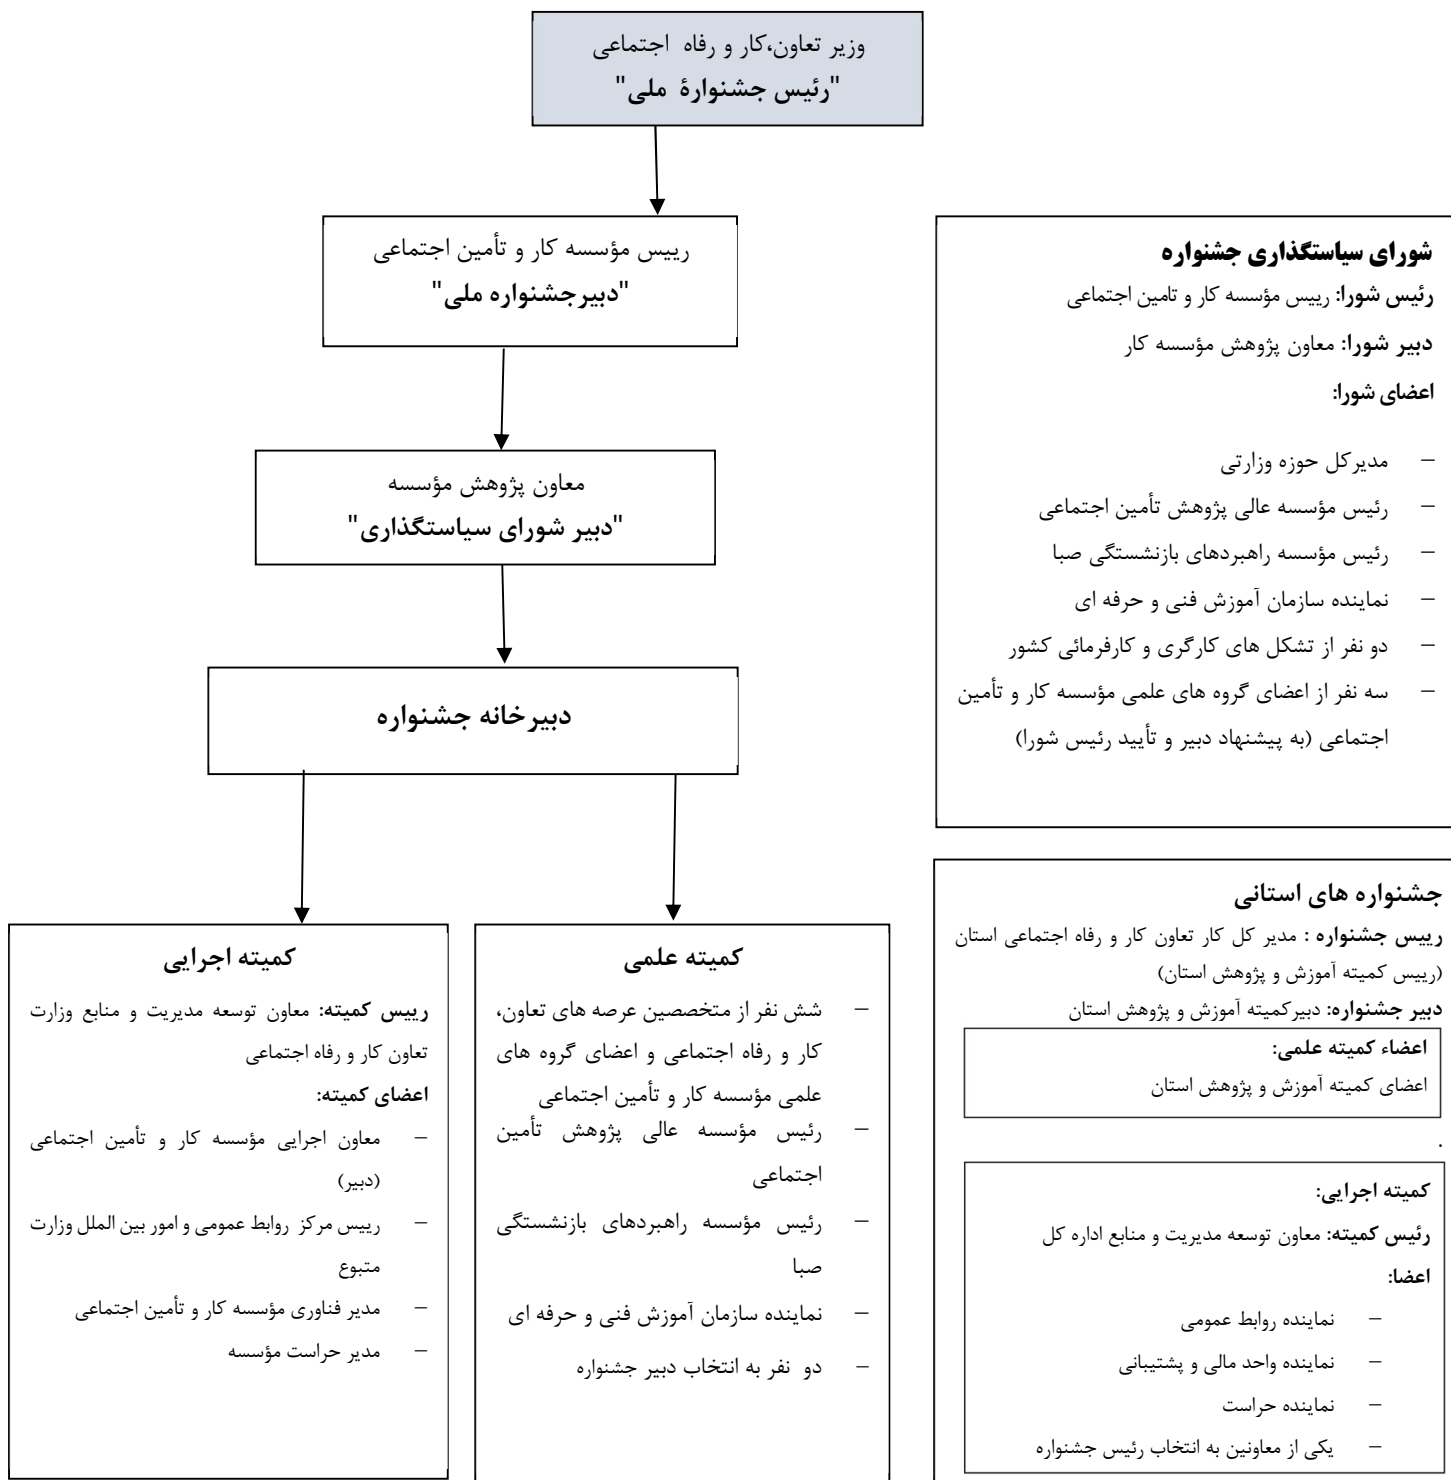 وزیر تعاون،کار و رفاه اجتماعی
"رئیس جشنوارۀ ملی"
رییس مؤسسه کار و تأمین اجتماعی
"دبیرجشنواره ملی"
معاون پژوهش مؤسسه
"دبیر شورای سیاستگذاری"
دبیرخانه جشنواره
شورای سیاستگذاری جشنواره
رئیس شورا: رییس مؤسسه کار و تامین اجتماعی
دبیر شورا: معاون پژوهش مؤسسه کار
اعضای شورا:
– مدیرکل حوزه وزارتی
– رئیس مؤسسه عالی پژوهش تأمین اجتماعی
– رئیس مؤسسه راهبردهای بازنشستگی صبا
– نماینده سازمان آموزش فنی و حرفه ای
– دو نفر از تشکل های کارگری و کارفرمائی کشور
– سه نفر از اعضای گروه های علمی مؤسسه کار و تأمین
اجتماعی (به پیشنهاد دبیر و تأیید رئیس شورا)
جشنواره های استانی
رییس جشنواره : مدیر کل کار تعاون کار و رفاه اجتماعی استان
(رییس کمیته آموزش و پژوهش استان)
دبیر جشنواره: دبیرکمیته آموزش و پژوهش استان
اعضاء کمیته علمی:
اعضای کمیته آموزش و پژوهش استان
.
کمیته اجرایی:
رئیس کمیته: معاون توسعه مدیریت و منابع اداره کل
اعضا:
– نماینده روابط عمومی
– نماینده واحد مالی و پشتیبانی
– نماینده حراست
– یکی از معاونین به انتخاب رئیس جشنواره
کمیته علمی
– شش نفر از متخصصین عرصه های تعاون،
کار و رفاه اجتماعی و اعضای گروه های
علمی مؤسسه کار و تأمین اجتماعی
– رئیس مؤسسه عالی پژوهش تأمین
اجتماعی
– رئیس مؤسسه راهبردهای بازنشستگی
صبا
– نماینده سازمان آموزش فنی و حرفه ای
– دو نفر به انتخاب دبیر جشنواره
کمیته اجرایی
رییس کمیته: معاون توسعه مدیریت و منابع وزارت
تعاون کار و رفاه اجتماعی
اعضای کمیته:
– معاون اجرایی مؤسسه کار و تأمین اجتماعی
(دبیر)
– رییس مرکز روابط عمومی و امور بین الملل وزارت
متبوع
– مدیر فناوری مؤسسه کار و تأمین اجتماعی
– مدیر حراست مؤسسه